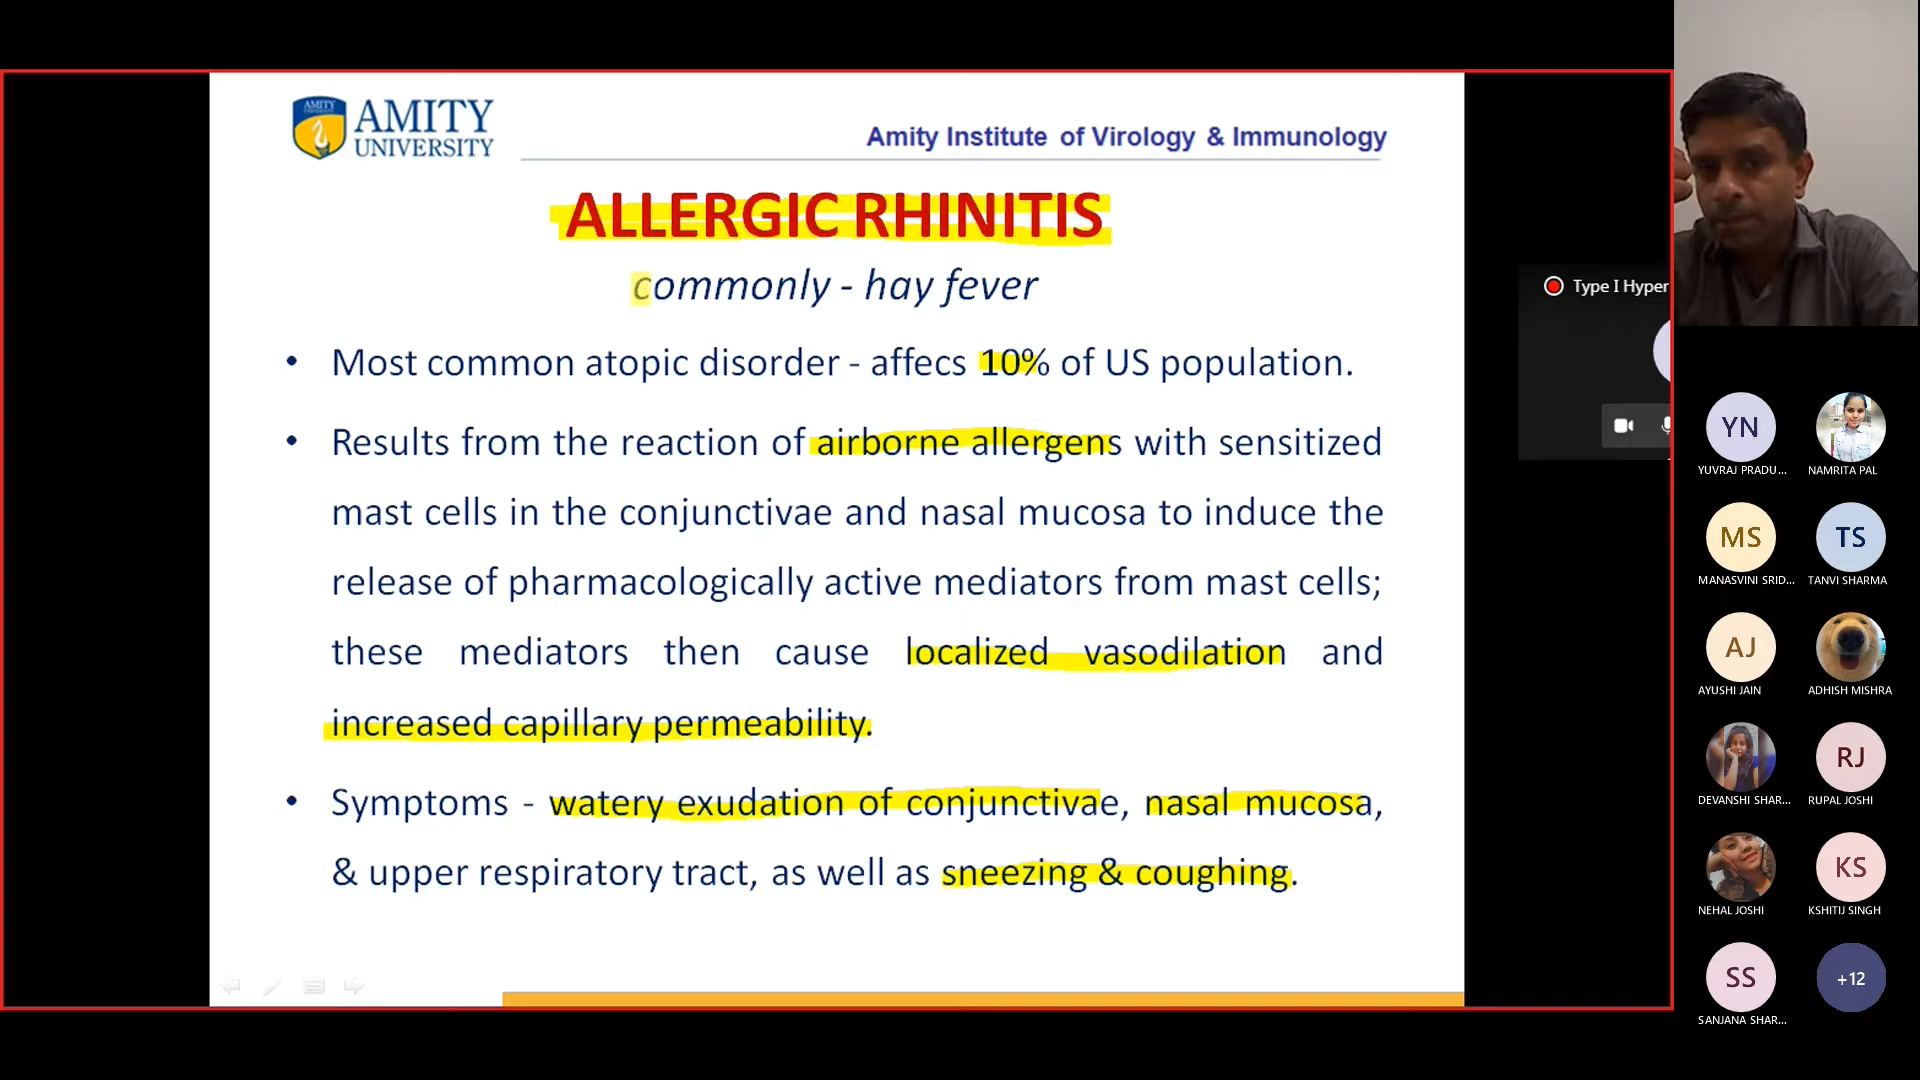 AMITY
AMITY
UNIVERSITY
Amity Institute of Virology & Immunology
ALLERGIC RHINITIS
commonly - hay fever
• Most common atopic disorder - affecs 10% of US population.
• Results from the reaction of airborne allergens with sensitized
mast cells in the conjunctivae and nasal mucosa to induce the
release of pharmacologically active mediators from mast cells;
these mediators then cause localized vasodilation and
increased capillary permeability.
• Symptoms - watery exudation of conjunctivae, nasal mucosa,
& upper respiratory tract, as well as sneezing & coughing.
Type I Hyper
YN
YUVRAJ PRADU...
NAMRITA PAL
MS
MANASVINI SRID...
TS
TANVI SHARMA
AJ
AYUSHI JAIN
ADHISH MISHRA
DEVANSHI SHAR...
RJ
RUPAL JOSHI
NEHAL JOSHI
KS
KSHITIJ SINGH
SS
SANJANA SHAR...
+12